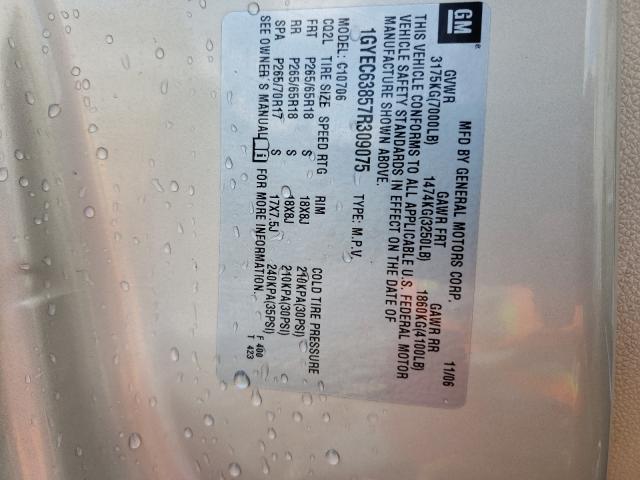 GM®
MFD BY GENERAL MOTORS CORP. 11/06
GVWR GAWR FRT GAWR RR
3175KG(7000LB) 1474KG(3250LB) 1860KG(4100LB)
THIS VEHICLE CONFORMS TO ALL APPLICABLE U.S. FEDERAL MOTOR
VEHICLE SAFETY STANDARDS IN EFFECT ON THE DATE OF
MANUFACTURE SHOWN ABOVE.
1GYEC63857R309075 TYPE: M.P.V.
MODEL: C10706
CQ2L TIRE SIZE SPEED RTG RIM COLD TIRE PRESSURE
FRT P265/65R18 S 18X8J 210KPA(30PSI)
RR P265/65R18 S 18X8J 210KPA(30PSI)
SPA P265/70R17 S 17X7.5J 240KPA(35PSI)
SEE OWNER'S MANUAL FOR MORE INFORMATION.
F 400
T 423